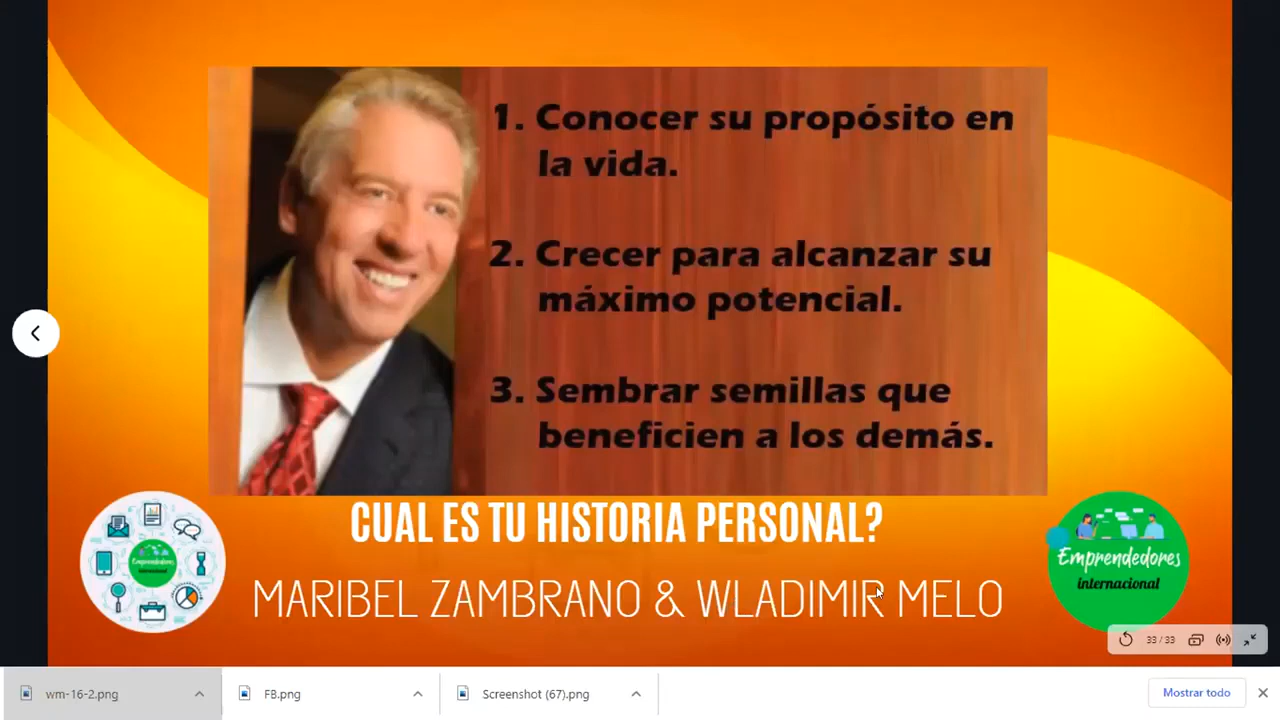 1. Conocer su propósito en
la vida.
2. Crecer para alcanzar su
máximo potencial.
3. Sembrar semillas que
beneficien a los demás.
CUAL ES TU HISTORIA PERSONAL?
MARIBEL ZAMBRANO & WLADIMIR MELO
Emprendedores
Emprendedores
internacional
33 / 33
wm-16-2.png
FB.png
Screenshot (67).png
Mostrar todo